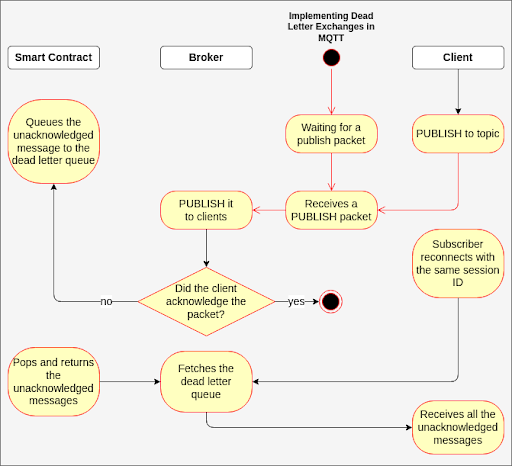 Implementing Dead
Letter Exchanges in
MQTT
Smart Contract
Broker
Client
Queues the
unacknowledged
message to the
dead letter queue
Waiting for a
publish packet
PUBLISH to topic
PUBLISH it
to clients
Receives a
PUBLISH packet
Subscriber
reconnects with
the same session
ID
Did the client
acknowledge the
packet?
no
yes
Pops and returns
the
unacknowledged
messages
Fetches the
dead letter
queue
Receives all the
unacknowledged
messages